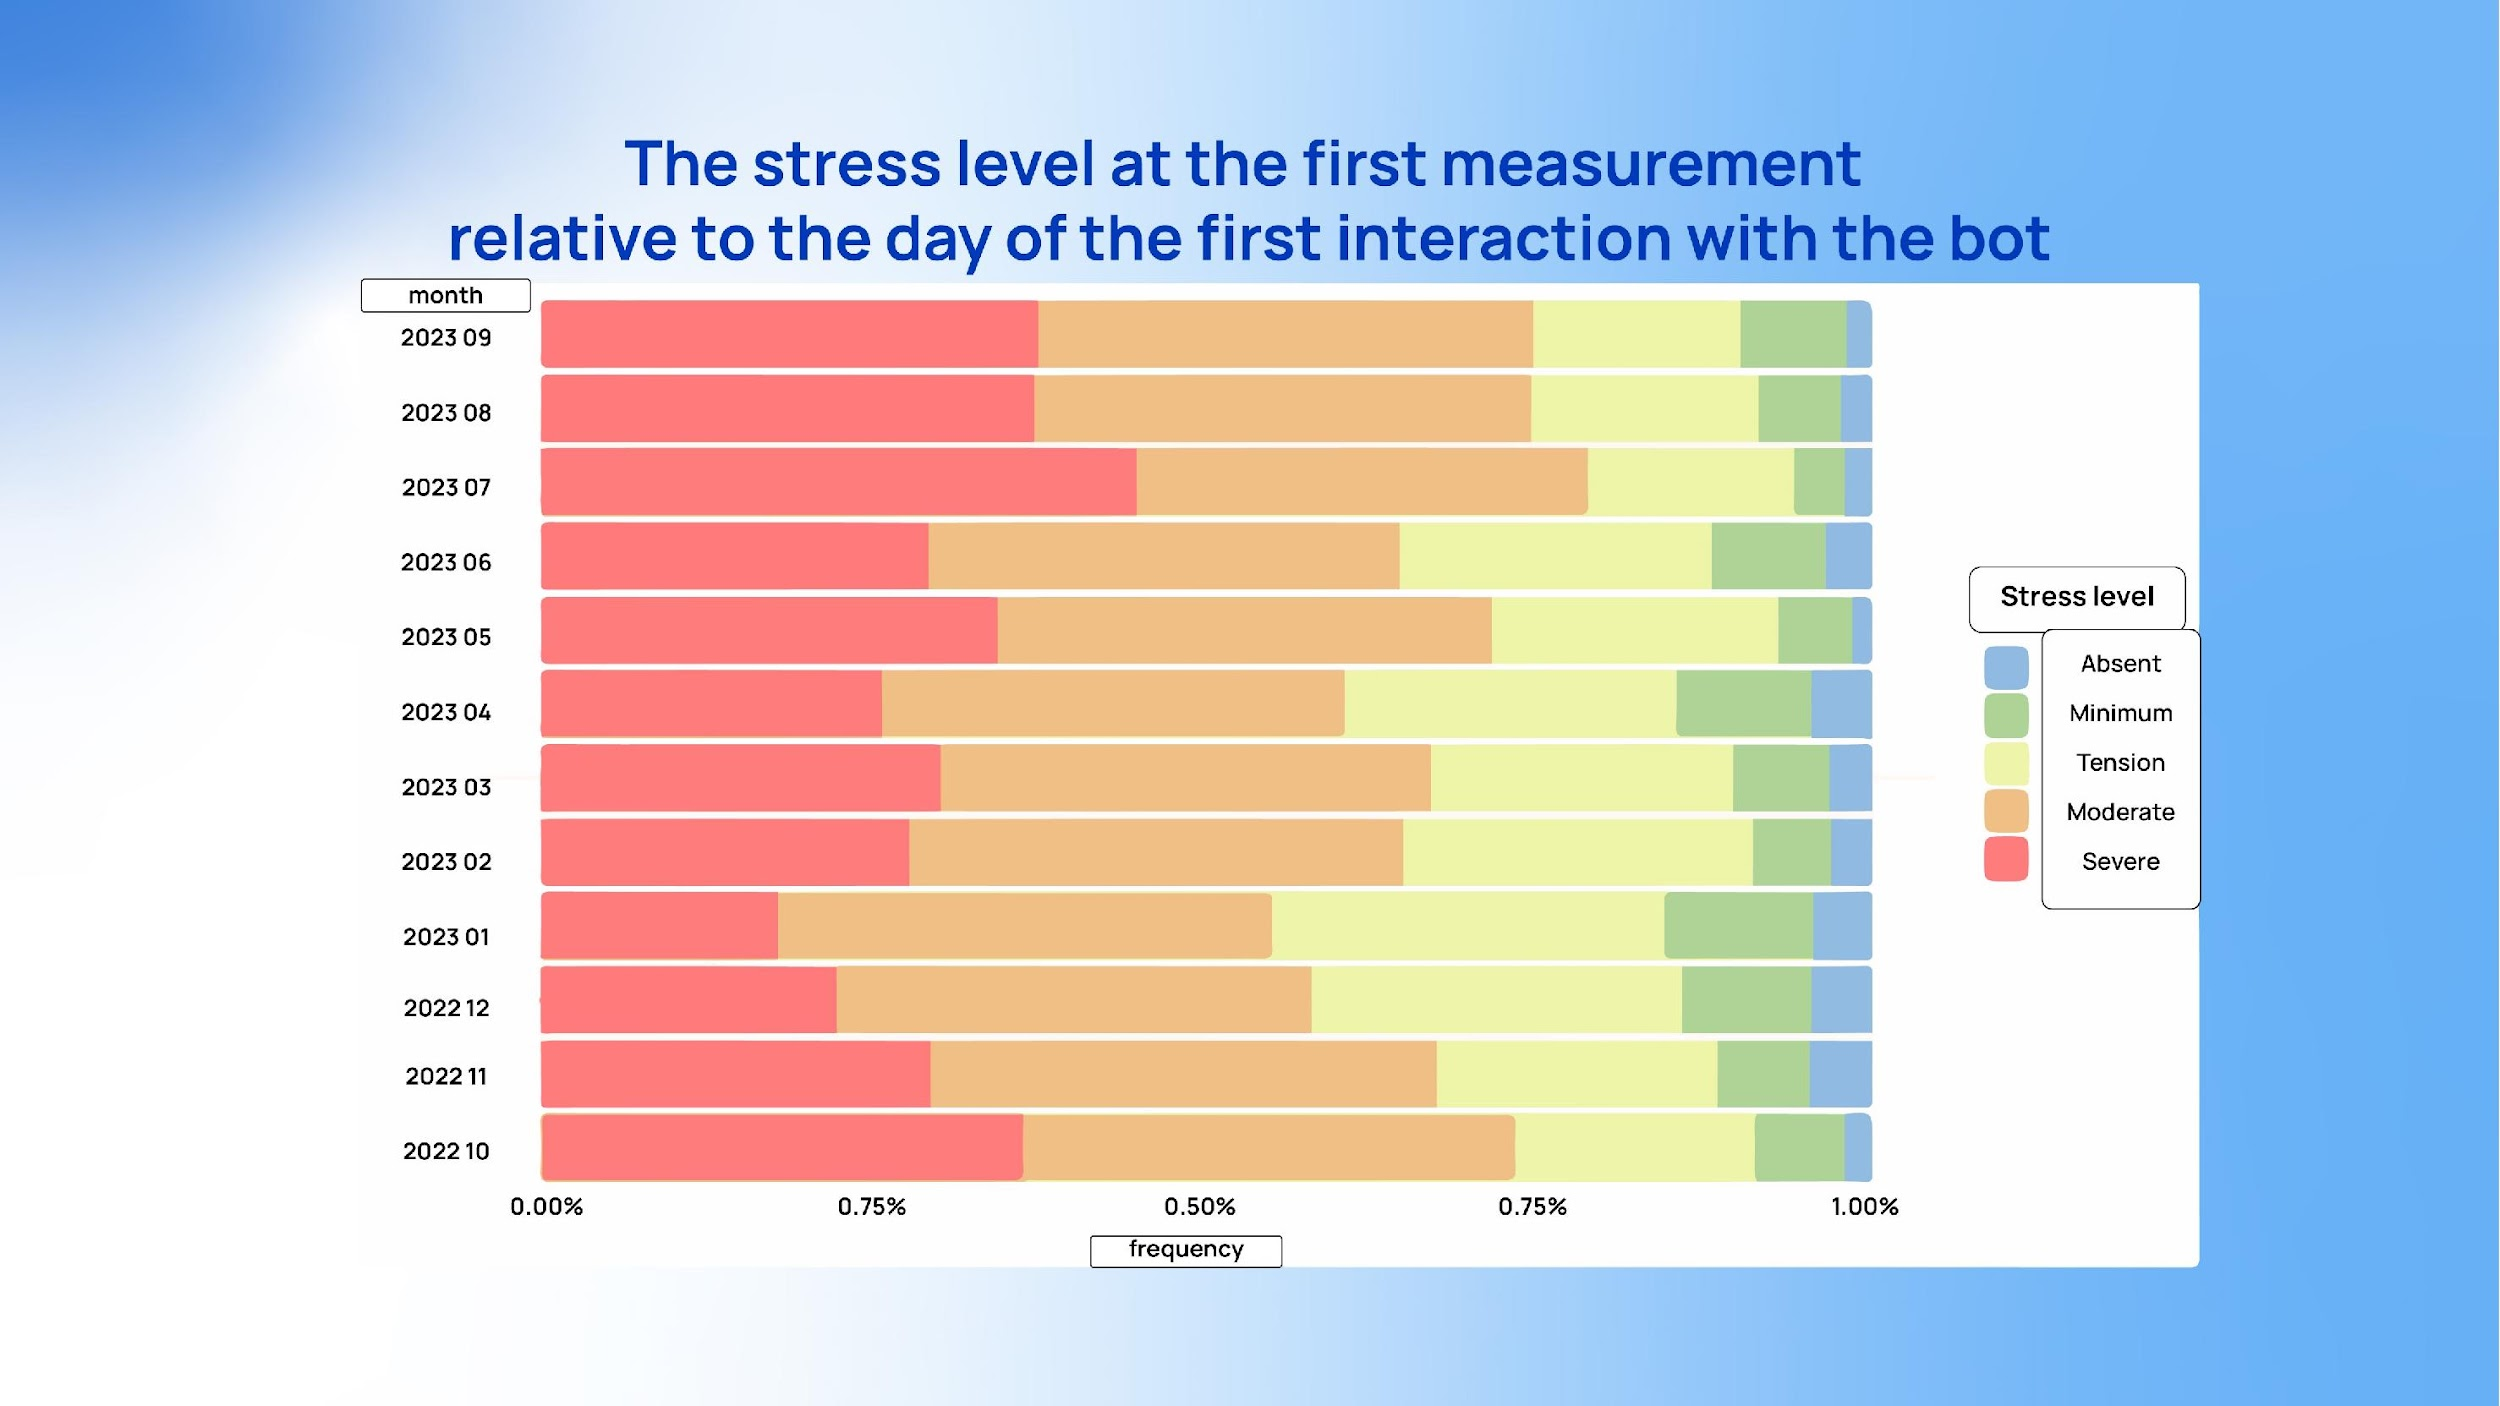 The stress level at the first measurement
relative to the day of the first interaction with the bot
month
2023 09
2023 08
2023 07
2023 06
2023 05
2023 04
2023 03
2023 02
2023 01
2022 12
2022 11
2022 10
0.00% 0.75% 0.50% 0.75% 1.00%
frequency
Stress level
Absent
Minimum
Tension
Moderate
Severe